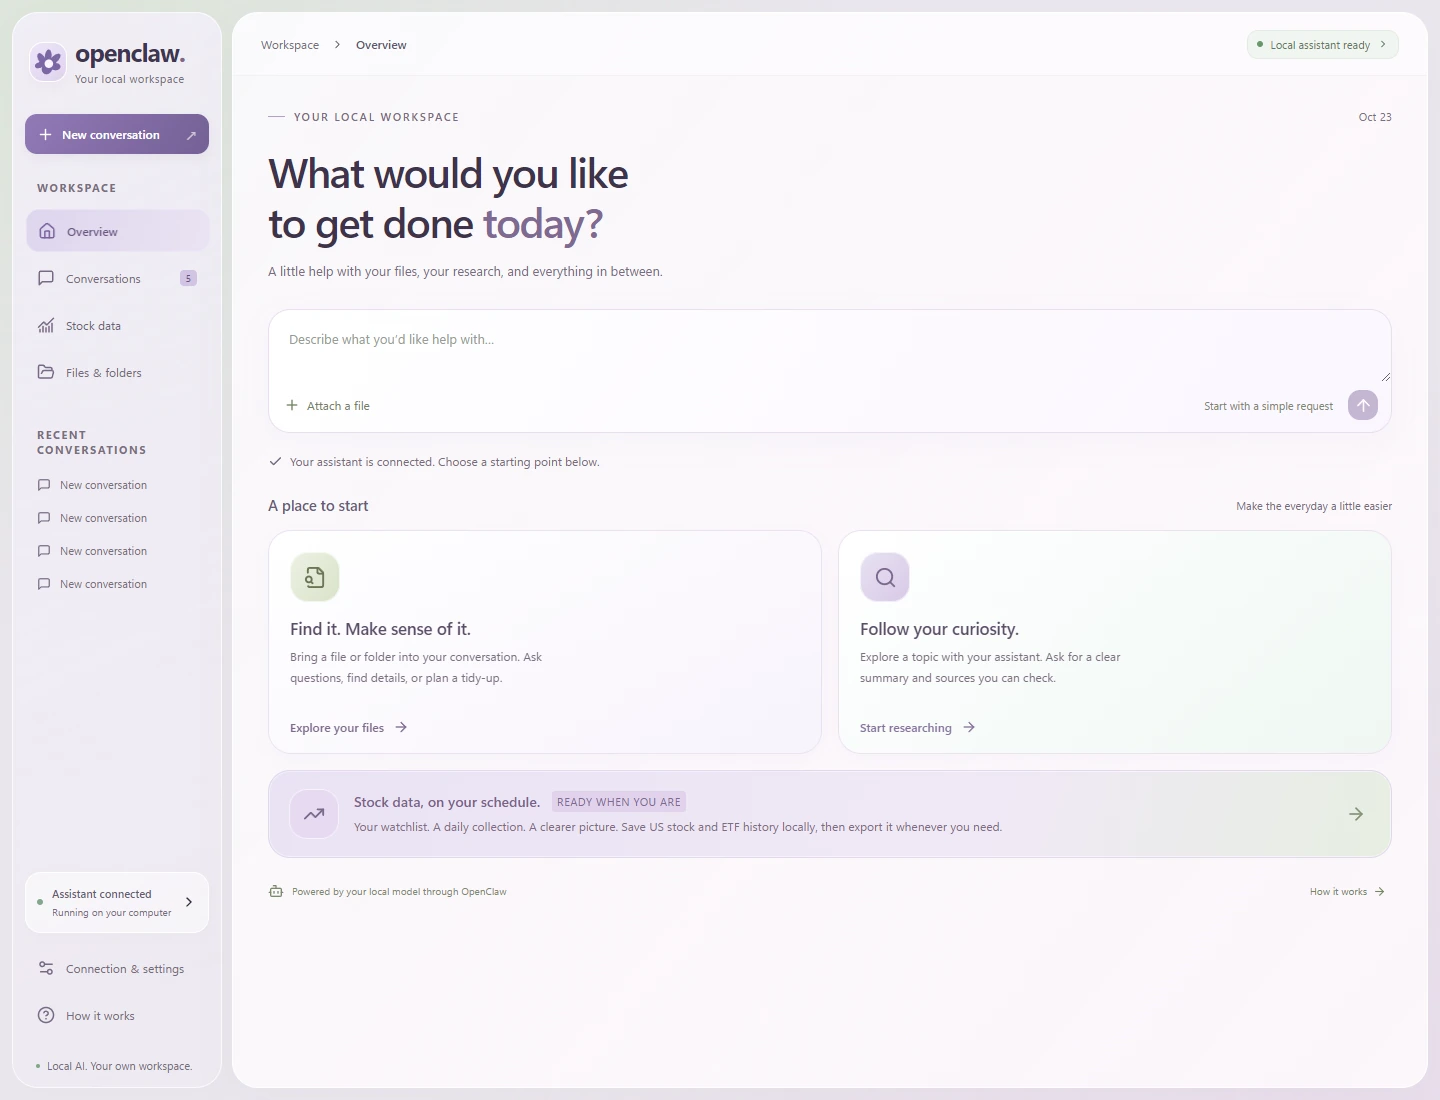 openclaw.
Your local workspace
New conversation
WORKSPACE
Overview
Conversations 5
Stock data
Files & folders
RECENT
CONVERSATIONS
New conversation
New conversation
New conversation
New conversation
Assistant connected
Running on your computer
Connection & settings
How it works
Local AI. Your own workspace.
Workspace Overview
Local assistant ready
YOUR LOCAL WORKSPACE
Oct 23
What would you like
to get done today?
A little help with your files, your research, and everything in between.
Describe what you'd like help with...
Attach a file
Start with a simple request
Your assistant is connected. Choose a starting point below.
A place to start
Make the everyday a little easier
Find it. Make sense of it.
Bring a file or folder into your conversation. Ask
questions, find details, or plan a tidy-up.
Explore your files
Follow your curiosity.
Explore a topic with your assistant. Ask for a clear
summary and sources you can check.
Start researching
Stock data, on your schedule. READY WHEN YOU ARE
Your watchlist. A daily collection. A clearer picture. Save US stock and ETF history locally, then export it whenever you need.
Powered by your local model through OpenClaw
How it works